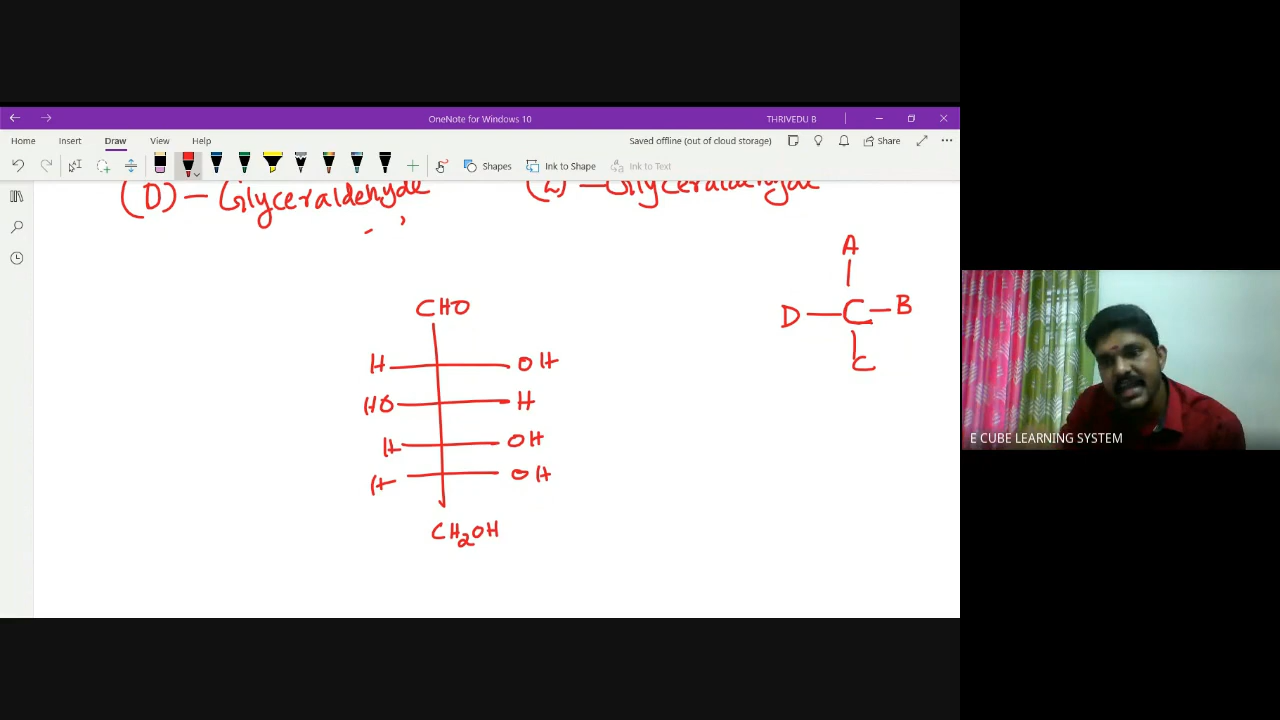 OneNote for Windows 10
THRIVEDU B
Home Insert Draw View Help
Saved offline (out of cloud storage)
Share
Shapes
Ink to Shape
Ink to Text
(D) - Glyceraldehyde
(L) - Glyceraldehyde
A
D C B
C
CHO
H OH
HO H
H OH
H OH
CH2OH
E CUBE LEARNING SYSTEM